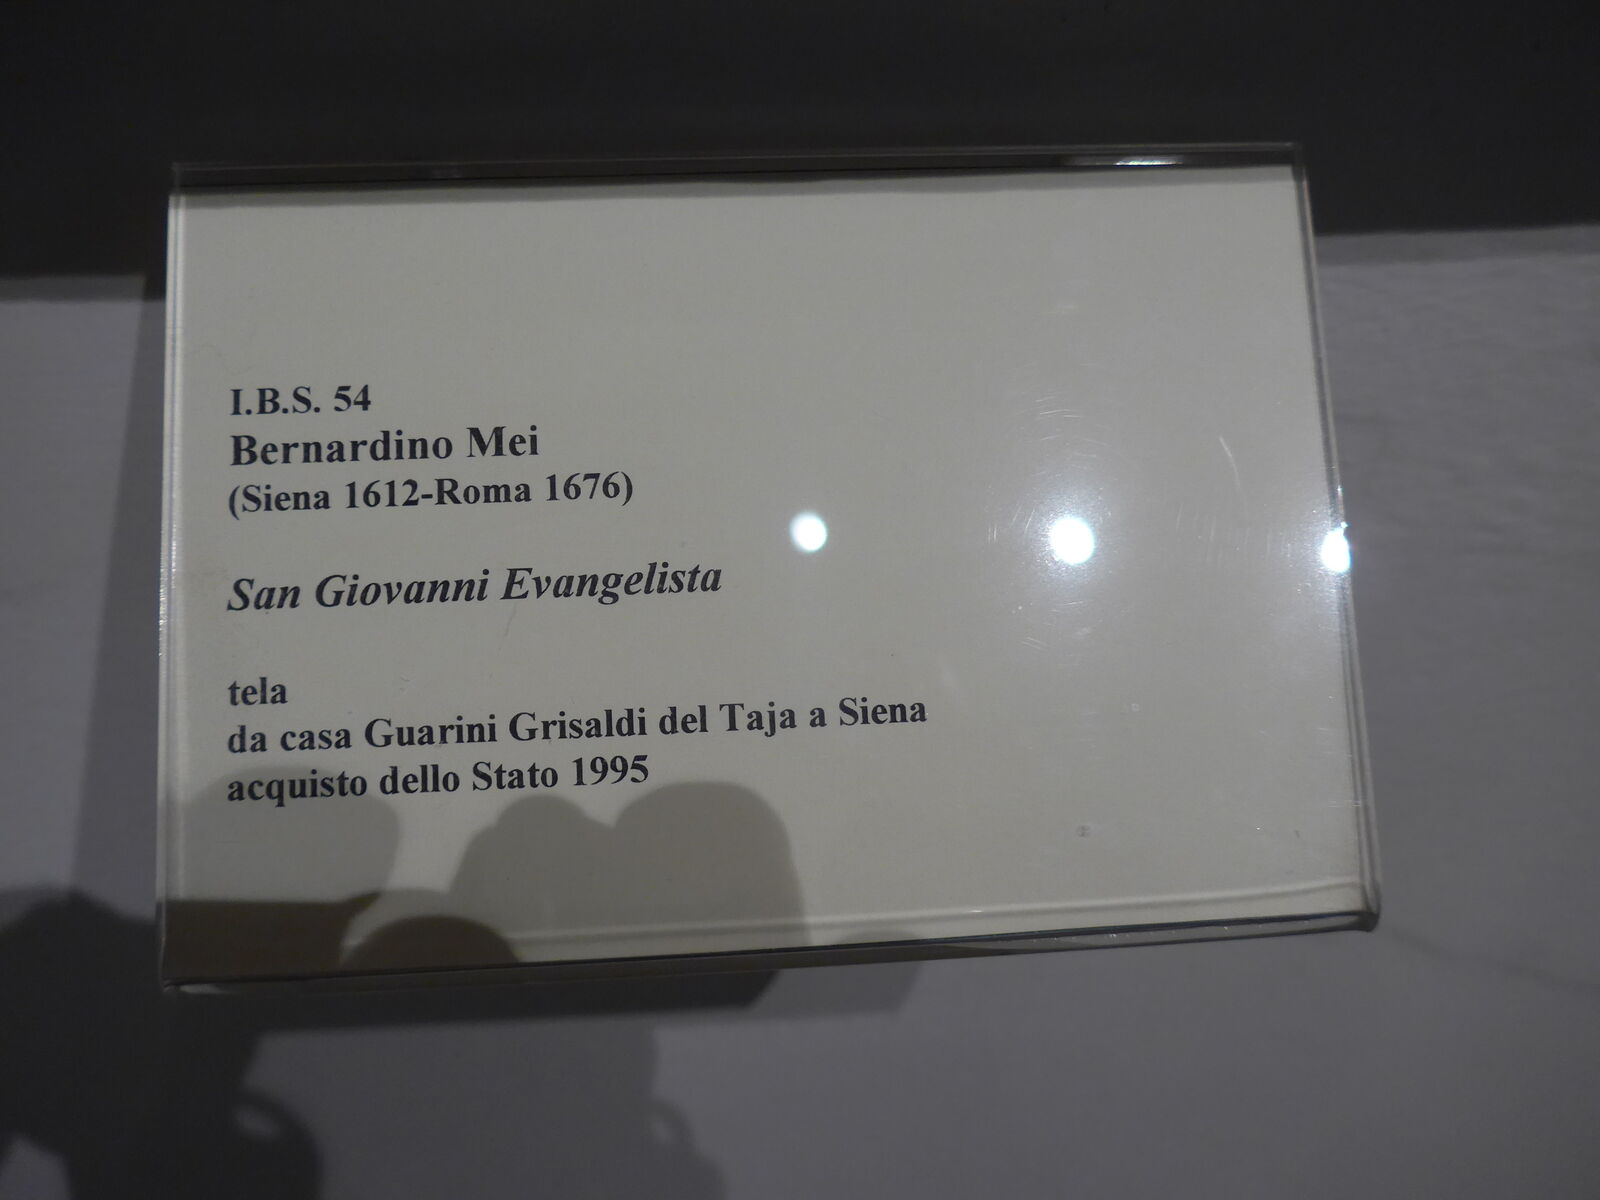 I.B.S. 54
Bernardino Mei
(Siena 1612-Roma 1676)
San Giovanni Evangelista
tela
da casa Guarini Grisaldi del Taja a Siena
acquisto dello Stato 1995